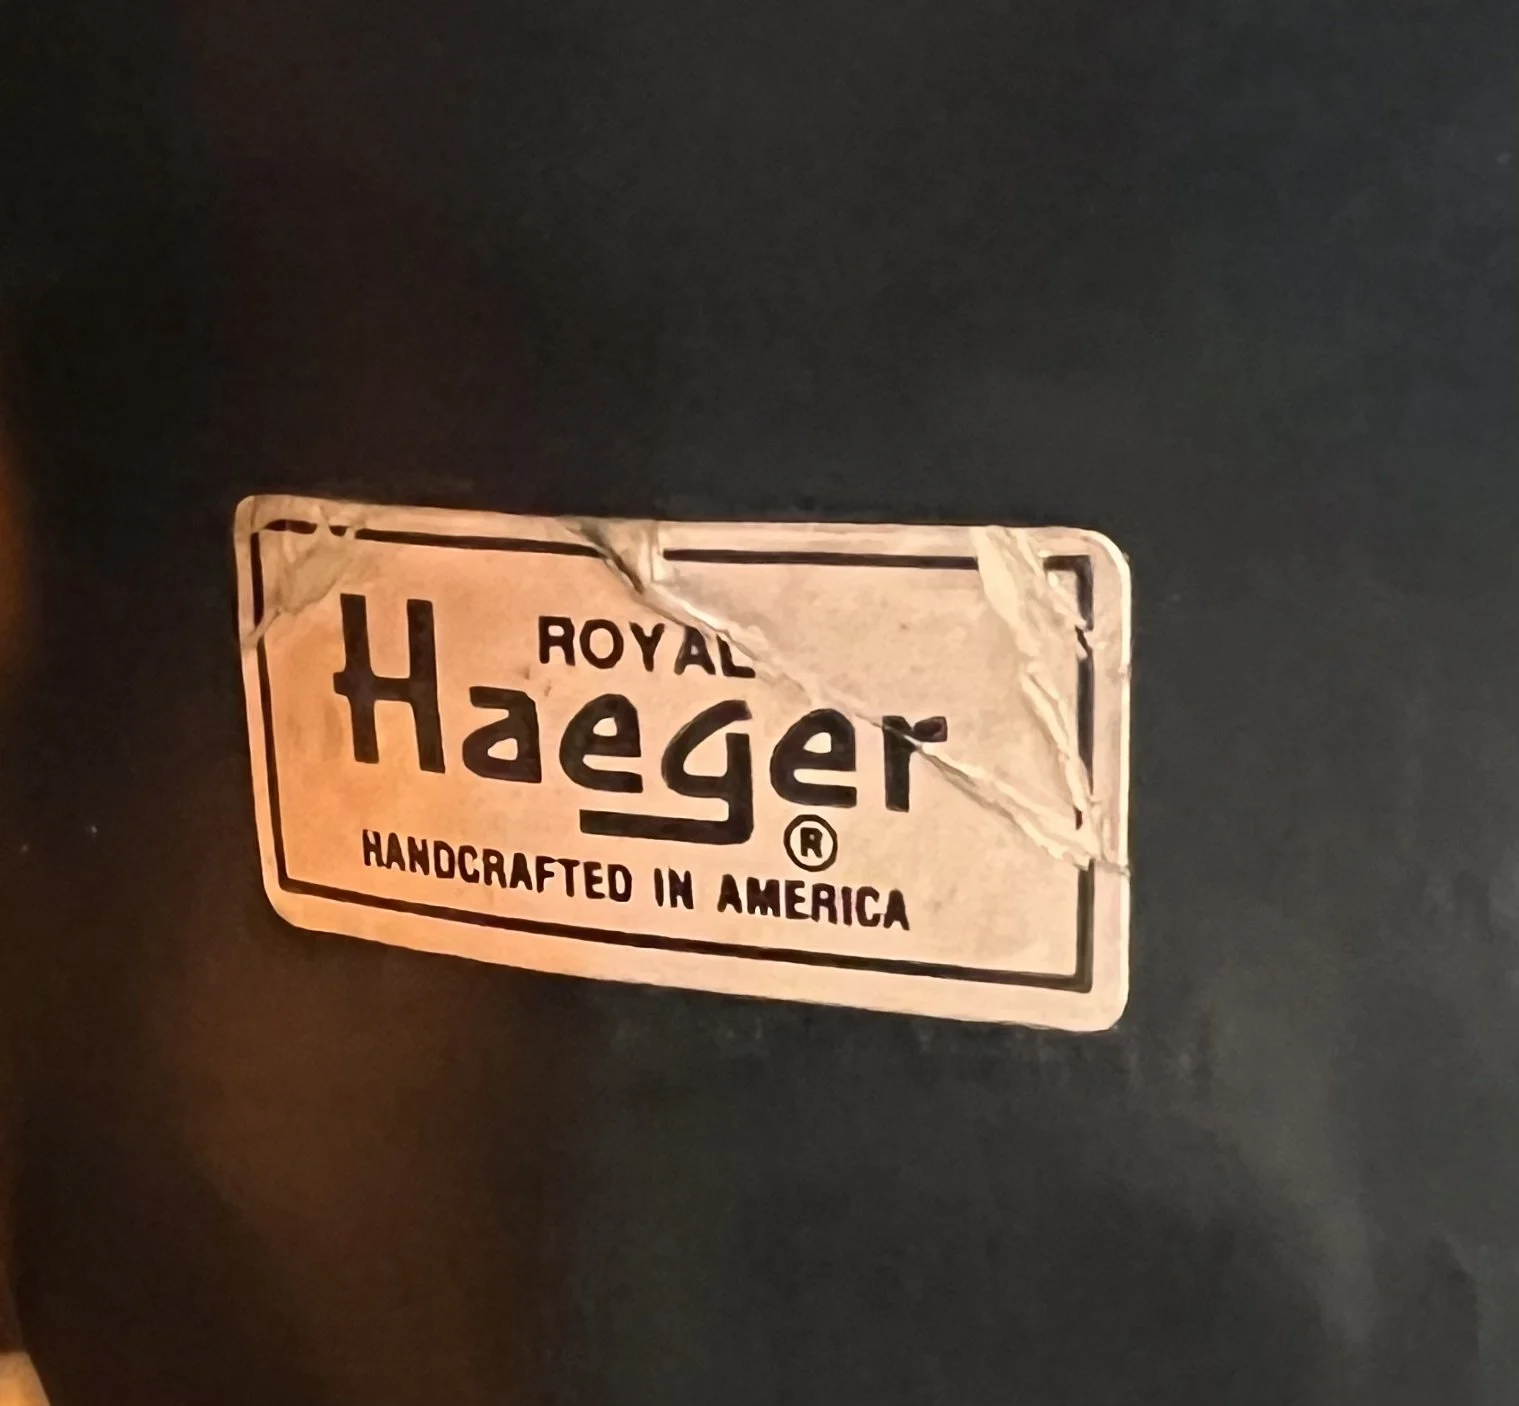 ROYAL
Haeger
®
HANDCRAFTED IN AMERICA